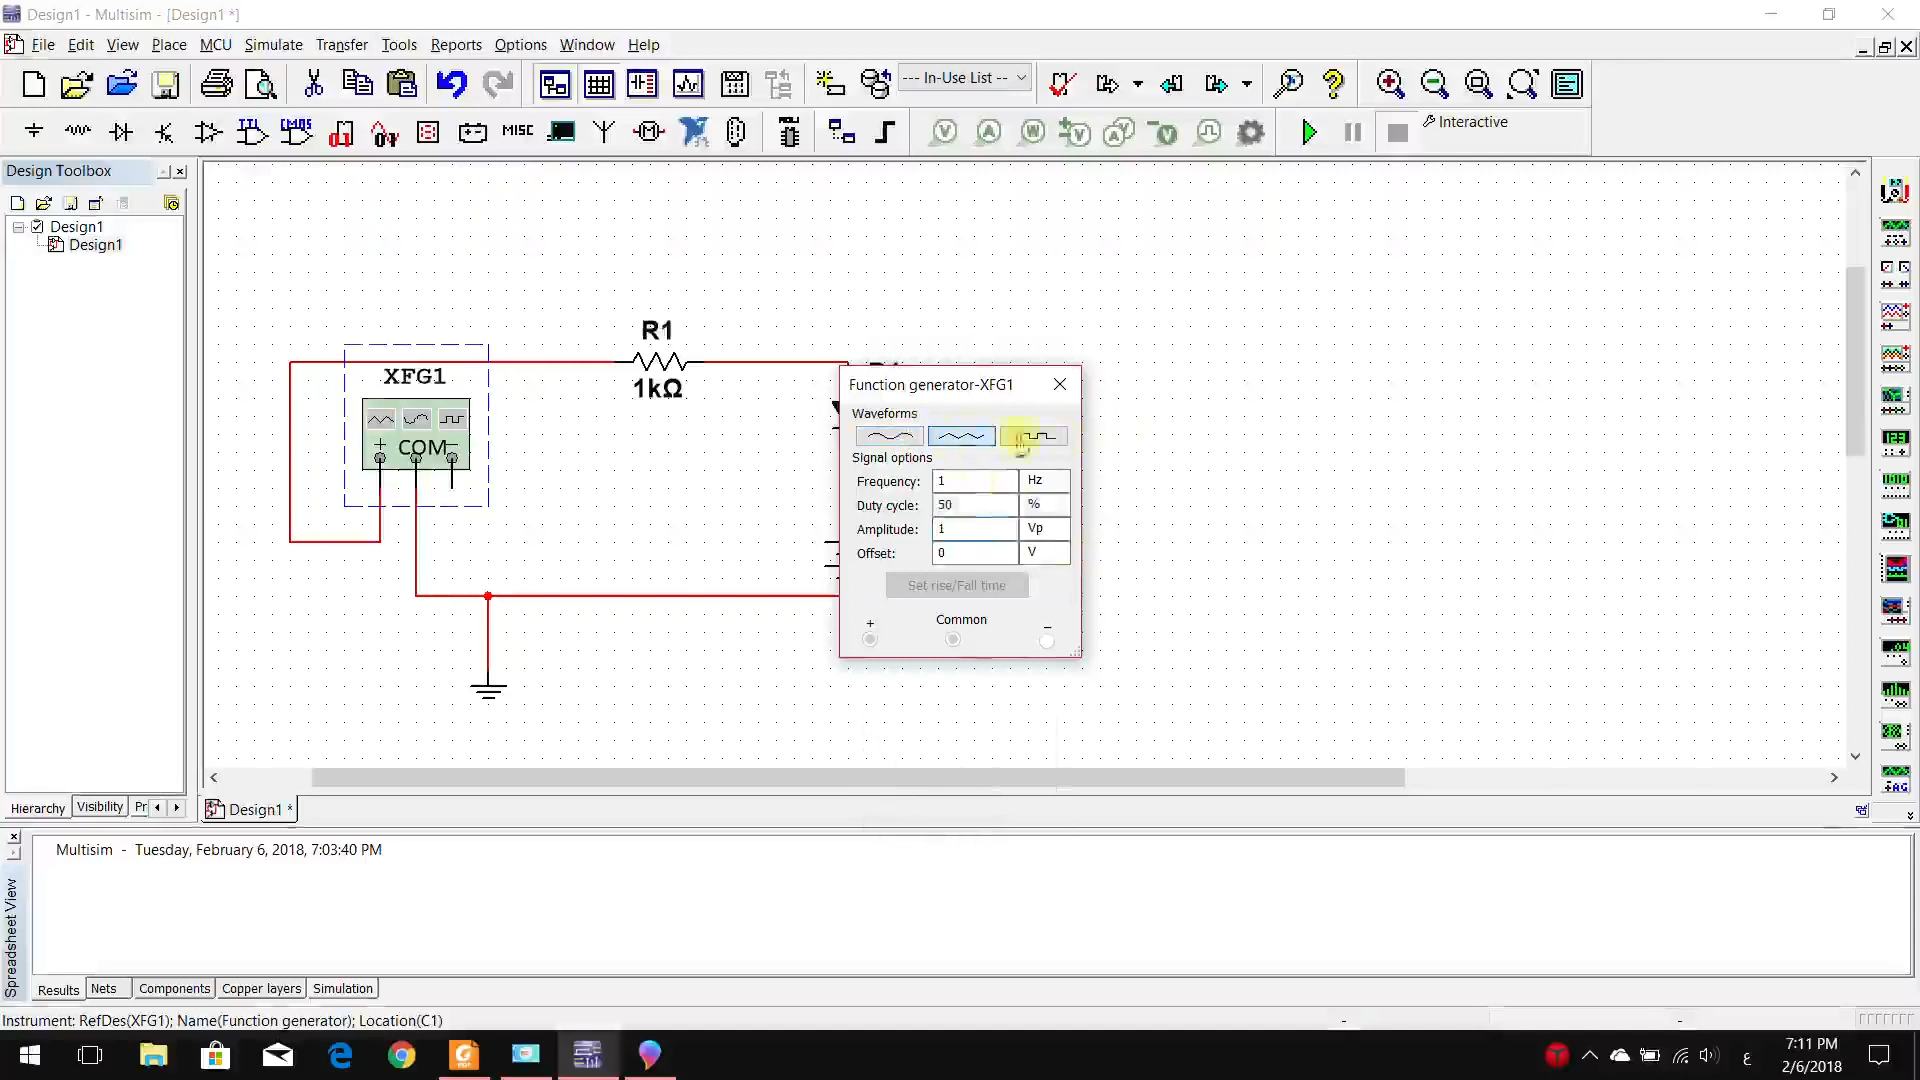 Design1 - Multisim - [Design1 *]
File Edit View Place MCU Simulate Transfer Tools Reports Options Window Help
--- In-Use List --
TTL CMOS MISC
Interactive
Design Toolbox
Design1
Design1
R1
1kΩ
XFG1
COM
+ −
Function generator-XFG1
Waveforms
Signal options
Frequency: 1 Hz
Duty cycle: 50 %
Amplitude: 1 Vp
Offset: 0 V
Set rise/Fall time
+ Common −
Hierarchy Visibility Pr
Design1 *
Multisim - Tuesday, February 6, 2018, 7:03:40 PM
Spreadsheet View
Results Nets Components Copper layers Simulation
Instrument: RefDes(XFG1); Name(Function generator); Location(C1)
ع
7:11 PM
2/6/2018